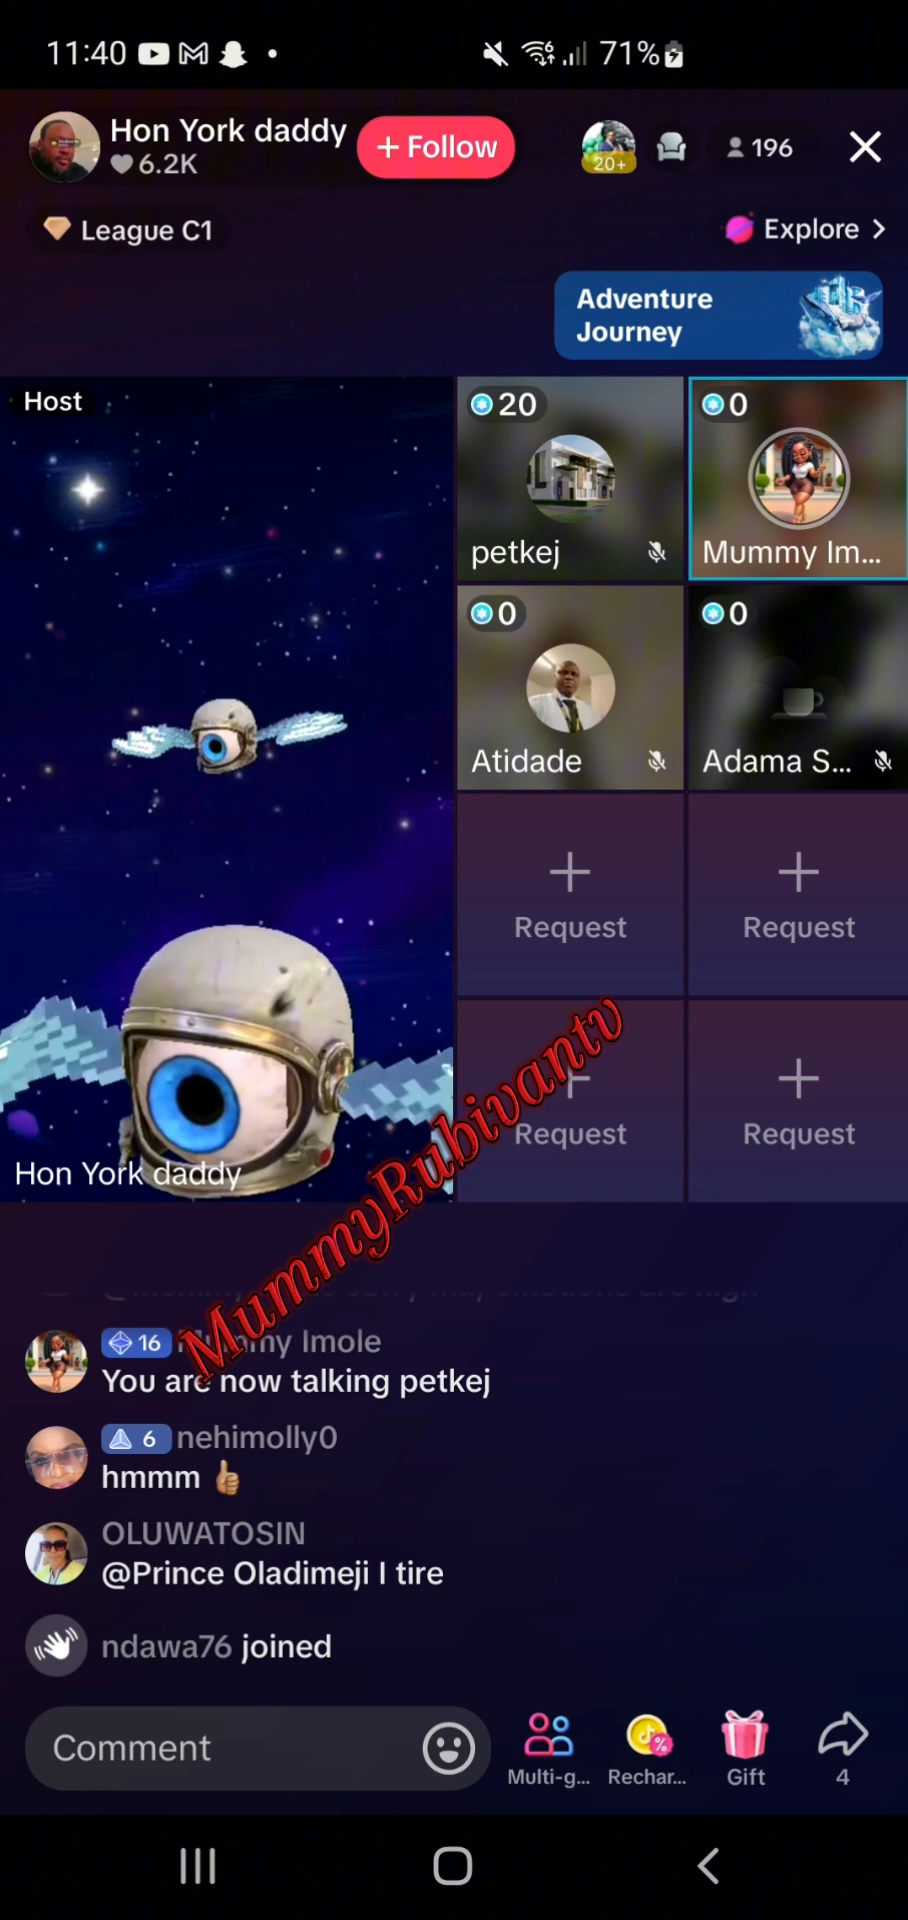 11:40
71%
Hon York daddy
6.2K
+ Follow
20+
196
League C1
Explore >
Adventure
Journey
Host
20
0
petkej
Mummy Im...
0
0
Atidade
Adama S...
Request
Request
Request
Request
Hon York daddy
MummyRubivantv
16 Mummy Imole
You are now talking petkej
6 nehimolly0
hmmm 👍🏽
OLUWATOSIN
@Prince Oladimeji I tire
ndawa76 joined
Comment
Multi-g...
Rechar...
Gift
4